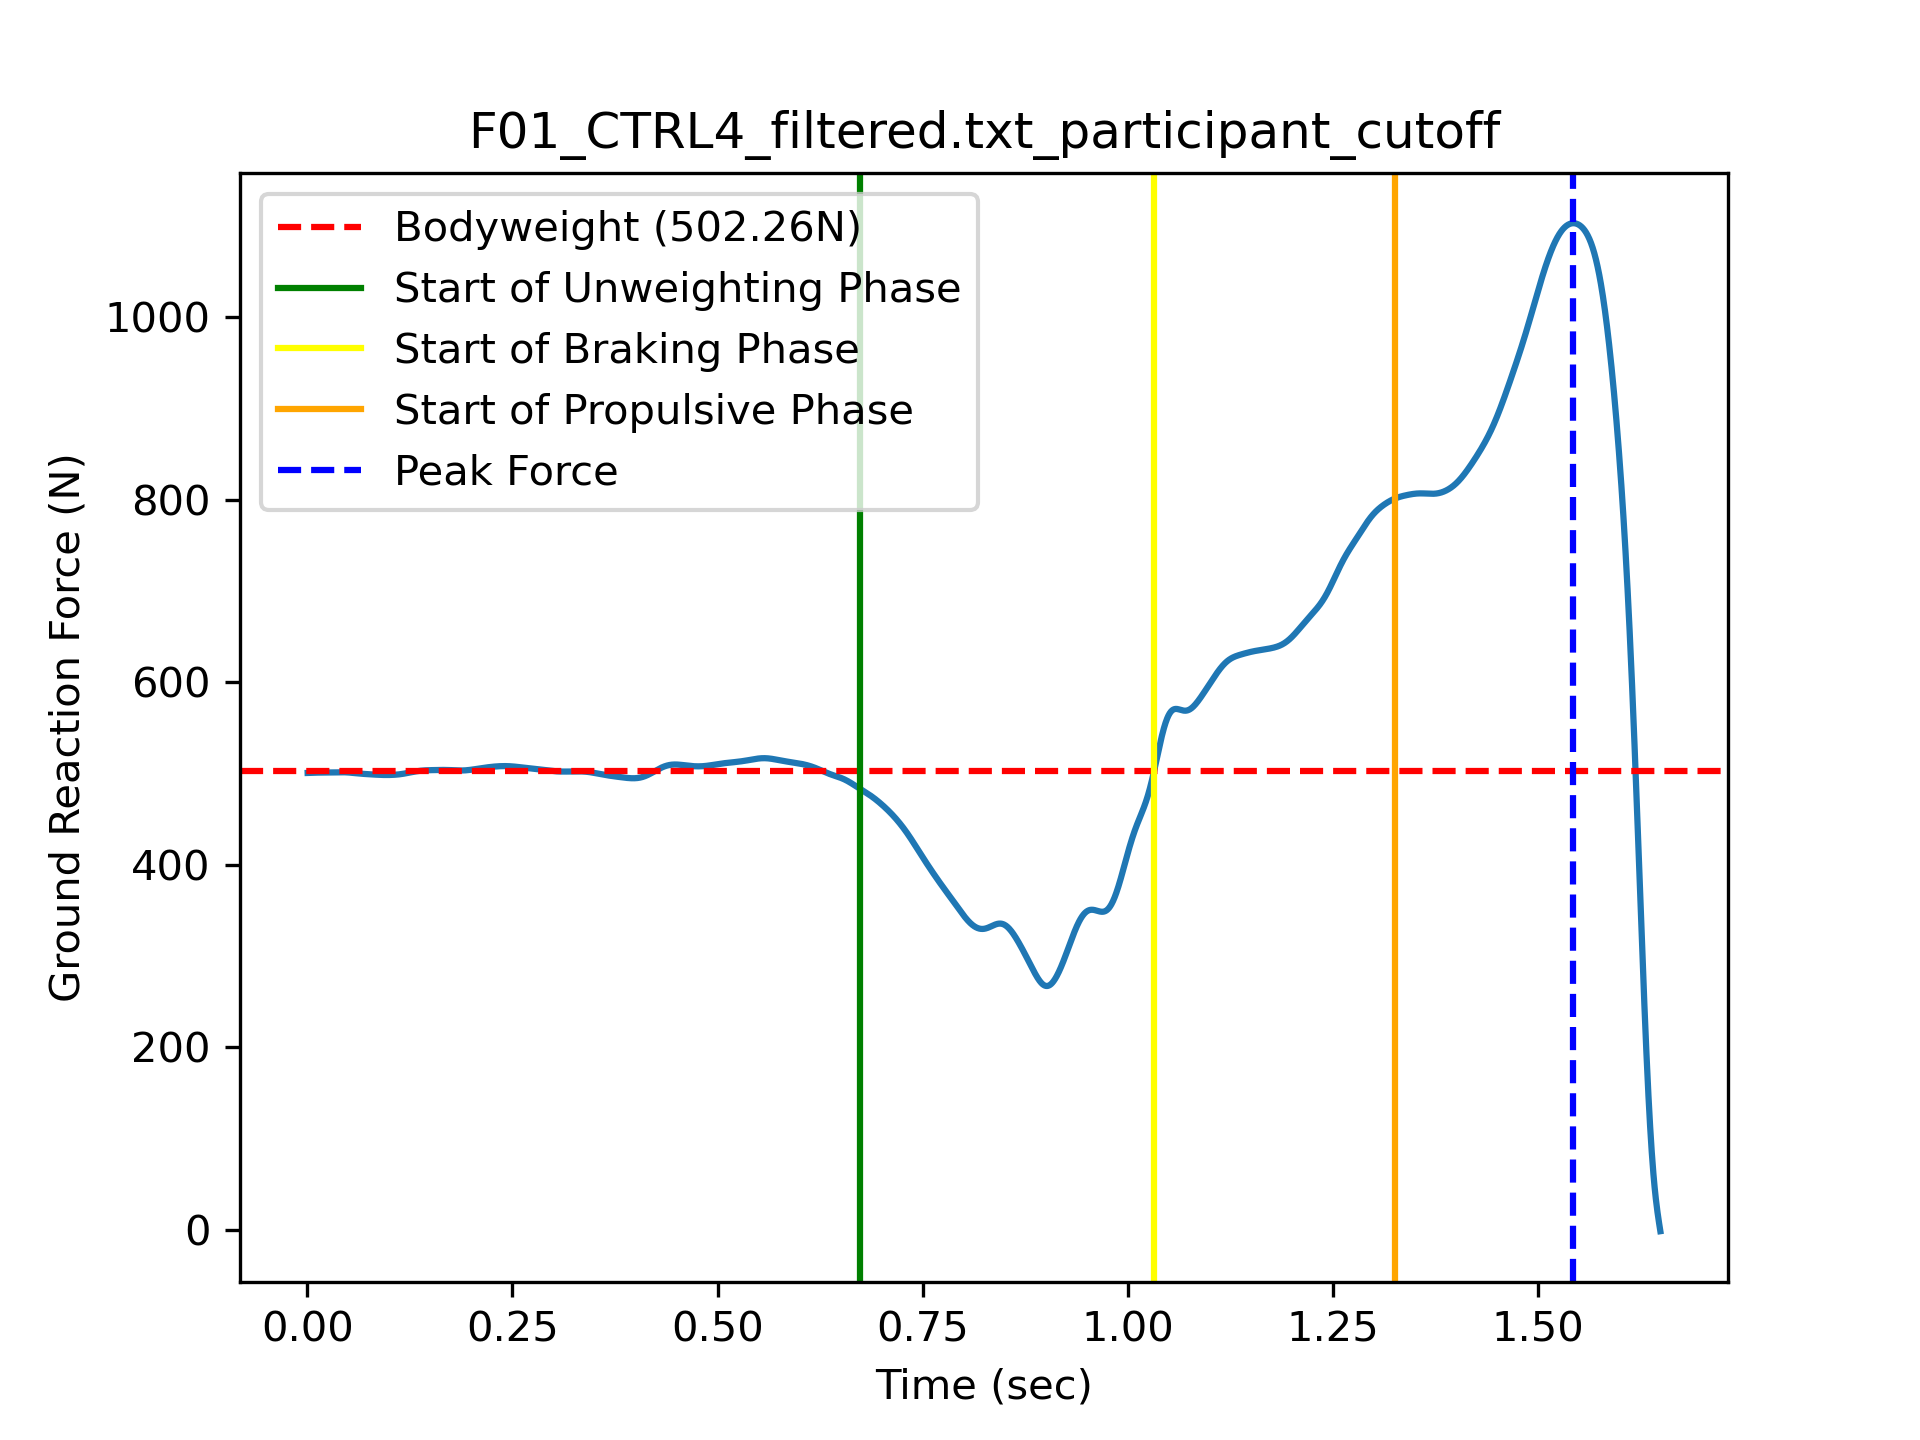 F01_CTRL4_filtered.txt_participant_cutoff
Bodyweight (502.26N)
Start of Unweighting Phase
Start of Braking Phase
Start of Propulsive Phase
Peak Force
Ground Reaction Force (N)
1000
800
600
400
200
0
0.00 0.25 0.50 0.75 1.00 1.25 1.50
Time (sec)